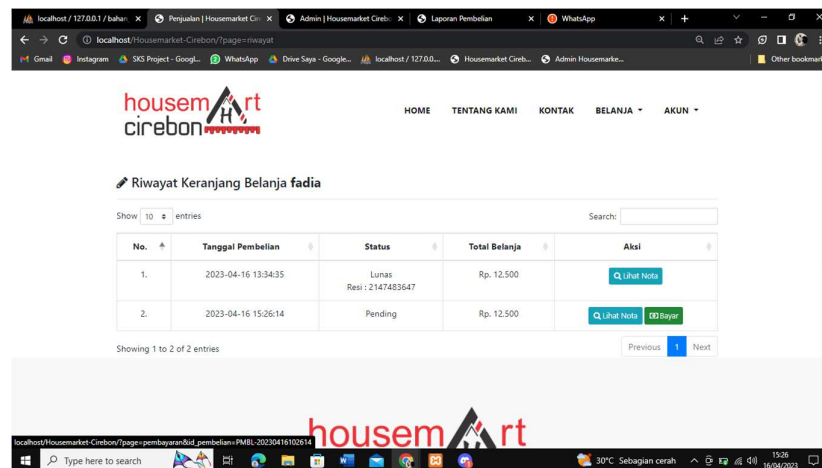 localhost / 127.0.0.1 / bahan_
Penjualan | Housemarket Cire
Admin | Housemarket Cirebo
Laporan Pembelian
WhatsApp
localhost/Housemarket-Cirebon/?page=riwayat
Gmail Instagram SKS Project - Googl... WhatsApp Drive Saya - Google... localhost / 127.0.0.... Housemarket Cireb... Admin Housemarke... Other bookmar
housem rt
cirebon
HOME TENTANG KAMI KONTAK BELANJA AKUN
Riwayat Keranjang Belanja fadia
Show 10 entries Search:
No. Tanggal Pembelian Status Total Belanja Aksi
1. 2023-04-16 13:34:35 Lunas Rp. 12.500 Lihat Nota
Resi : 2147483647
2. 2023-04-16 15:26:14 Pending Rp. 12.500 Lihat Nota Bayar
Showing 1 to 2 of 2 entries Previous 1 Next
housem rt
localhost/Housemarket-Cirebon/?page=pembayaran&id_pembelian=PMBL-20230416102614
Type here to search 30°C Sebagian cerah 15:26
16/04/2023